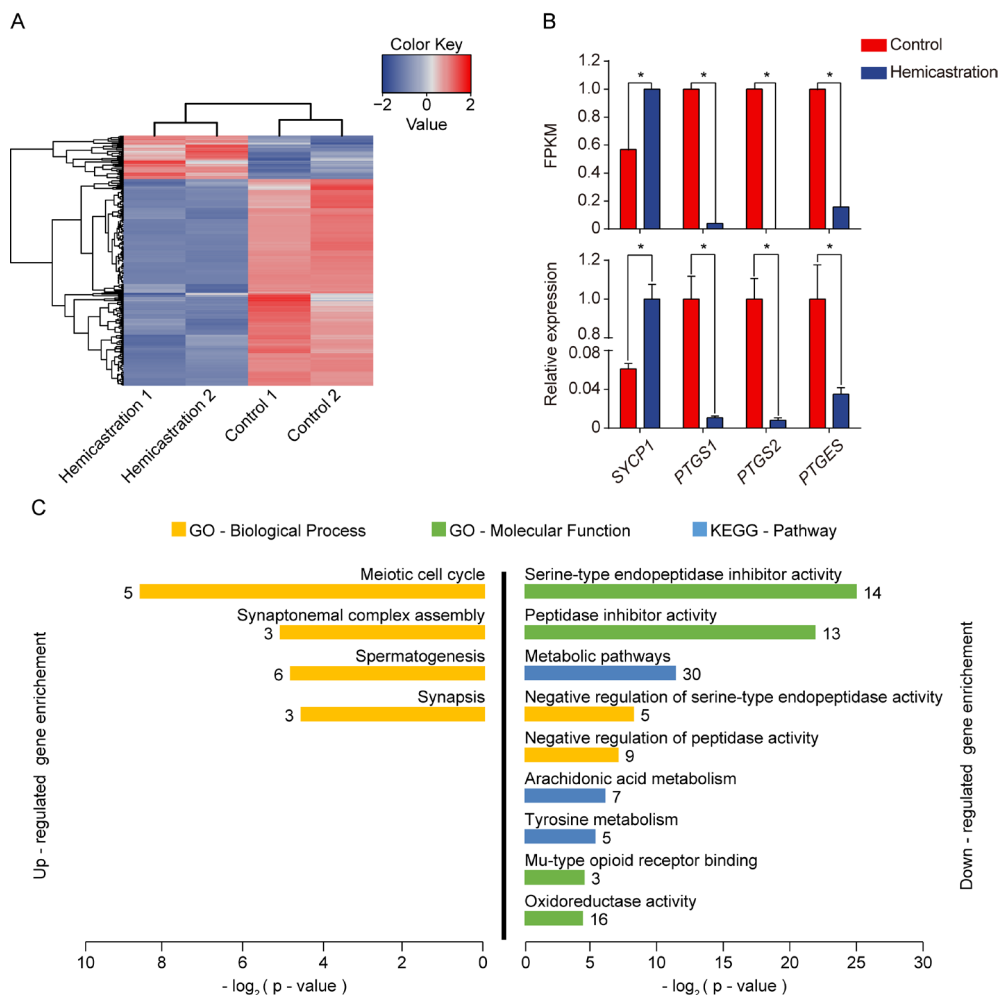 A
Color Key
−2 0 2
Value
Hemicastration 1
Hemicastration 2
Control 1
Control 2
B
Control
Hemicastration
* * * *
FPKM
1.2
1.0
0.8
0.6
0.4
0.2
0
* * * *
Relative expression
1.2
1.0
0.8
0.08
0.04
0
SYCP1
PTGS1
PTGS2
PTGES
C
GO - Biological Process
GO - Molecular Function
KEGG - Pathway
Up - regulated gene enrichement
Meiotic cell cycle
5
Synaptonemal complex assembly
3
Spermatogenesis
6
Synapsis
3
10 8 6 4 2 0
- log2 ( p - value )
Serine-type endopeptidase inhibitor activity
14
Peptidase inhibitor activity
13
Metabolic pathways
30
Negative regulation of serine-type endopeptidase activity
5
Negative regulation of peptidase activity
9
Arachidonic acid metabolism
7
Tyrosine metabolism
5
Mu-type opioid receptor binding
3
Oxidoreductase activity
16
0 5 10 15 20 25 30
- log2 ( p - value )
Down - regulated gene enrichement